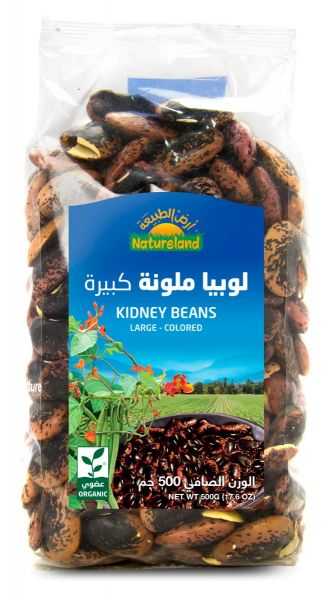 أرض الطبيعة
Natureland
لوبيا ملونة كبيرة
KIDNEY BEANS
LARGE - COLORED
عضوي
ORGANIC
الوزن الصافي 500 جم
NET WT 500G (17.6 OZ)